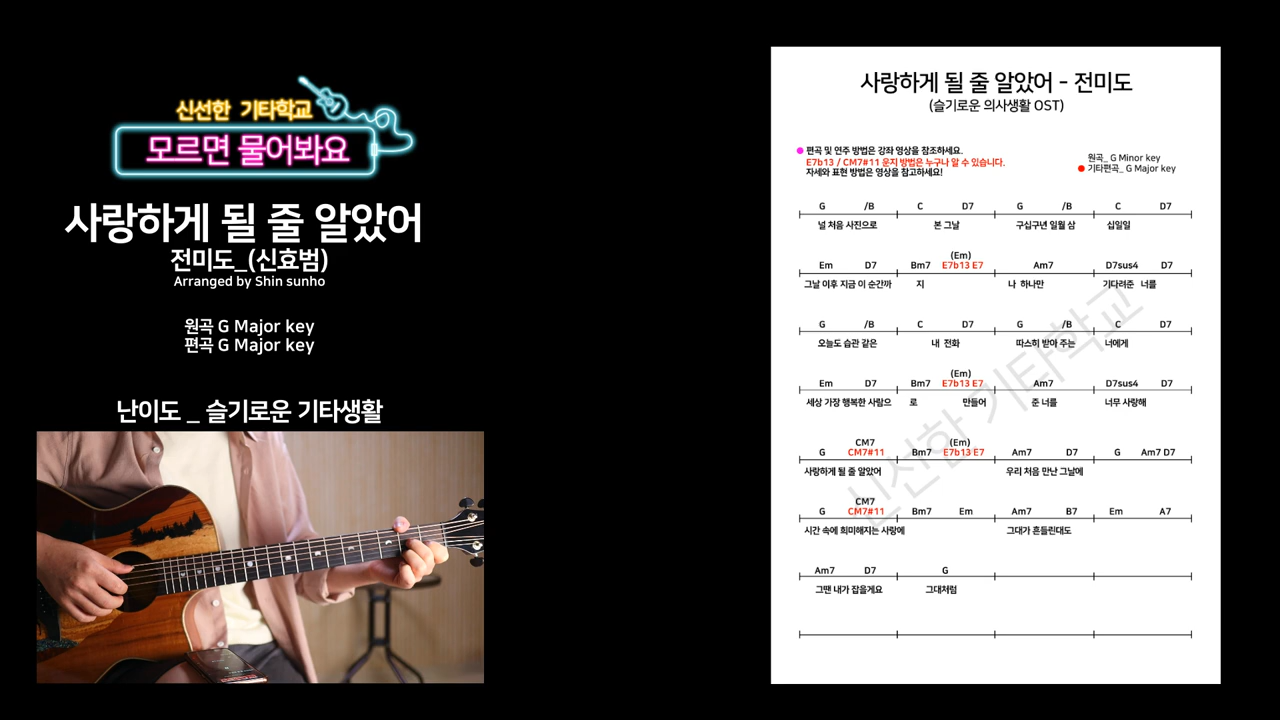 신선한 기타학교
모르면 물어봐요
사랑하게 될 줄 알았어
전미도_(신효범)
Arranged by Shin sunho
원곡 G Major key
편곡 G Major key
난이도 _ 슬기로운 기타생활
사랑하게 될 줄 알았어 - 전미도
(슬기로운 의사생활 OST)
편곡 및 연주 방법은 강좌 영상을 참조하세요.
E7b13 / CM7#11 운지 방법은 누구나 알 수 있습니다.
자세와 표현 방법은 영상을 참고하세요!
원곡_ G Minor key
기타편곡_ G Major key
G /B C D7 G /B C D7
널 처음 사진으로 본 그날 구십구년 일월 삼 십일일
(Em)
Em D7 Bm7 E7b13 E7 Am7 D7sus4 D7
그날 이후 지금 이 순간까 지 나 하나만 기다려준 너를
G /B C D7 G /B C D7
오늘도 습관 같은 내 전화 따스히 받아 주는 너에게
(Em)
Em D7 Bm7 E7b13 E7 Am7 D7sus4 D7
세상 가장 행복한 사람으 로 만들어 준 너를 너무 사랑해
CM7 (Em)
G CM7#11 Bm7 E7b13 E7 Am7 D7 G Am7 D7
사랑하게 될 줄 알았어 우리 처음 만난 그날에
CM7
G CM7#11 Bm7 Em Am7 B7 Em A7
시간 속에 희미해지는 사랑에 그대가 흔들린대도
Am7 D7 G
그땐 내가 잡을게요 그대처럼
신선한 기타학교